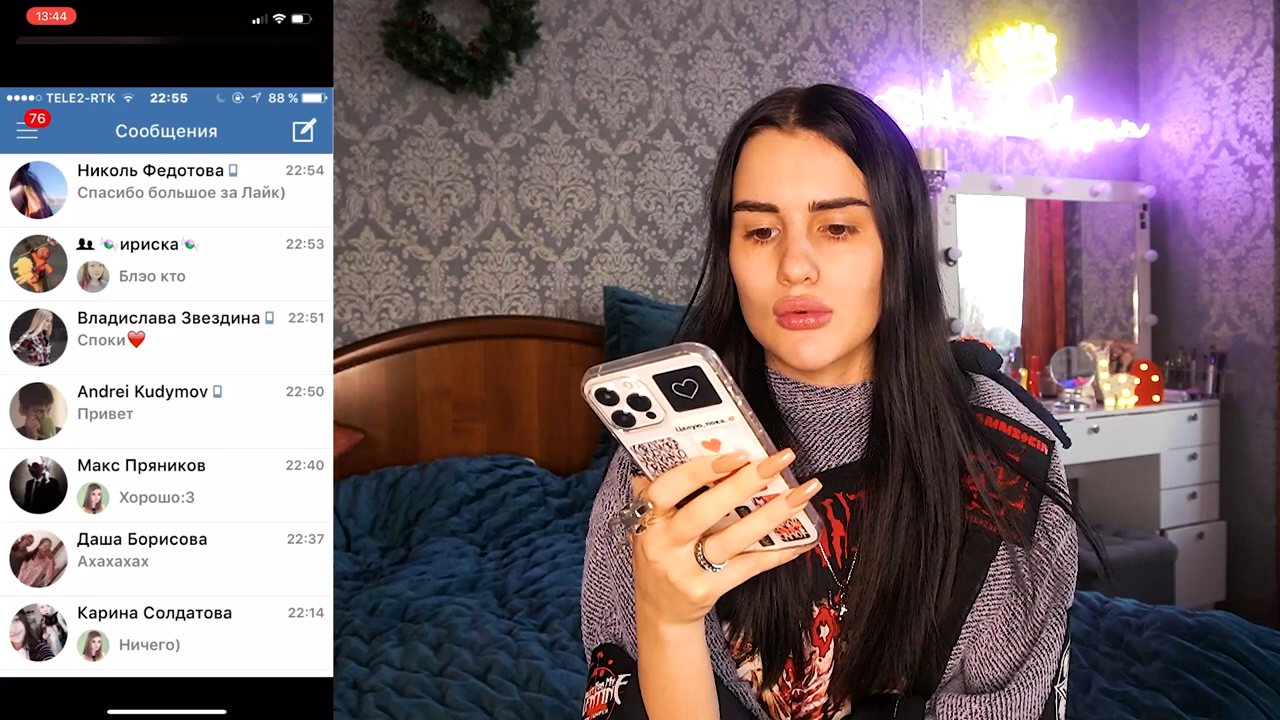 13:44
TELE2-RTK 22:55 88 %
76
Сообщения
Николь Федотова 22:54
Спасибо большое за Лайк)
ириска 22:53
Блэо кто
Владислава Звездина 22:51
Споки❤️
Andrei Kudymov 22:50
Привет
Макс Пряников 22:40
Хорошо:3
Даша Борисова 22:37
Ахахахах
Карина Солдатова 22:14
Ничего)
Целую, пока.
RAMMSTEIN